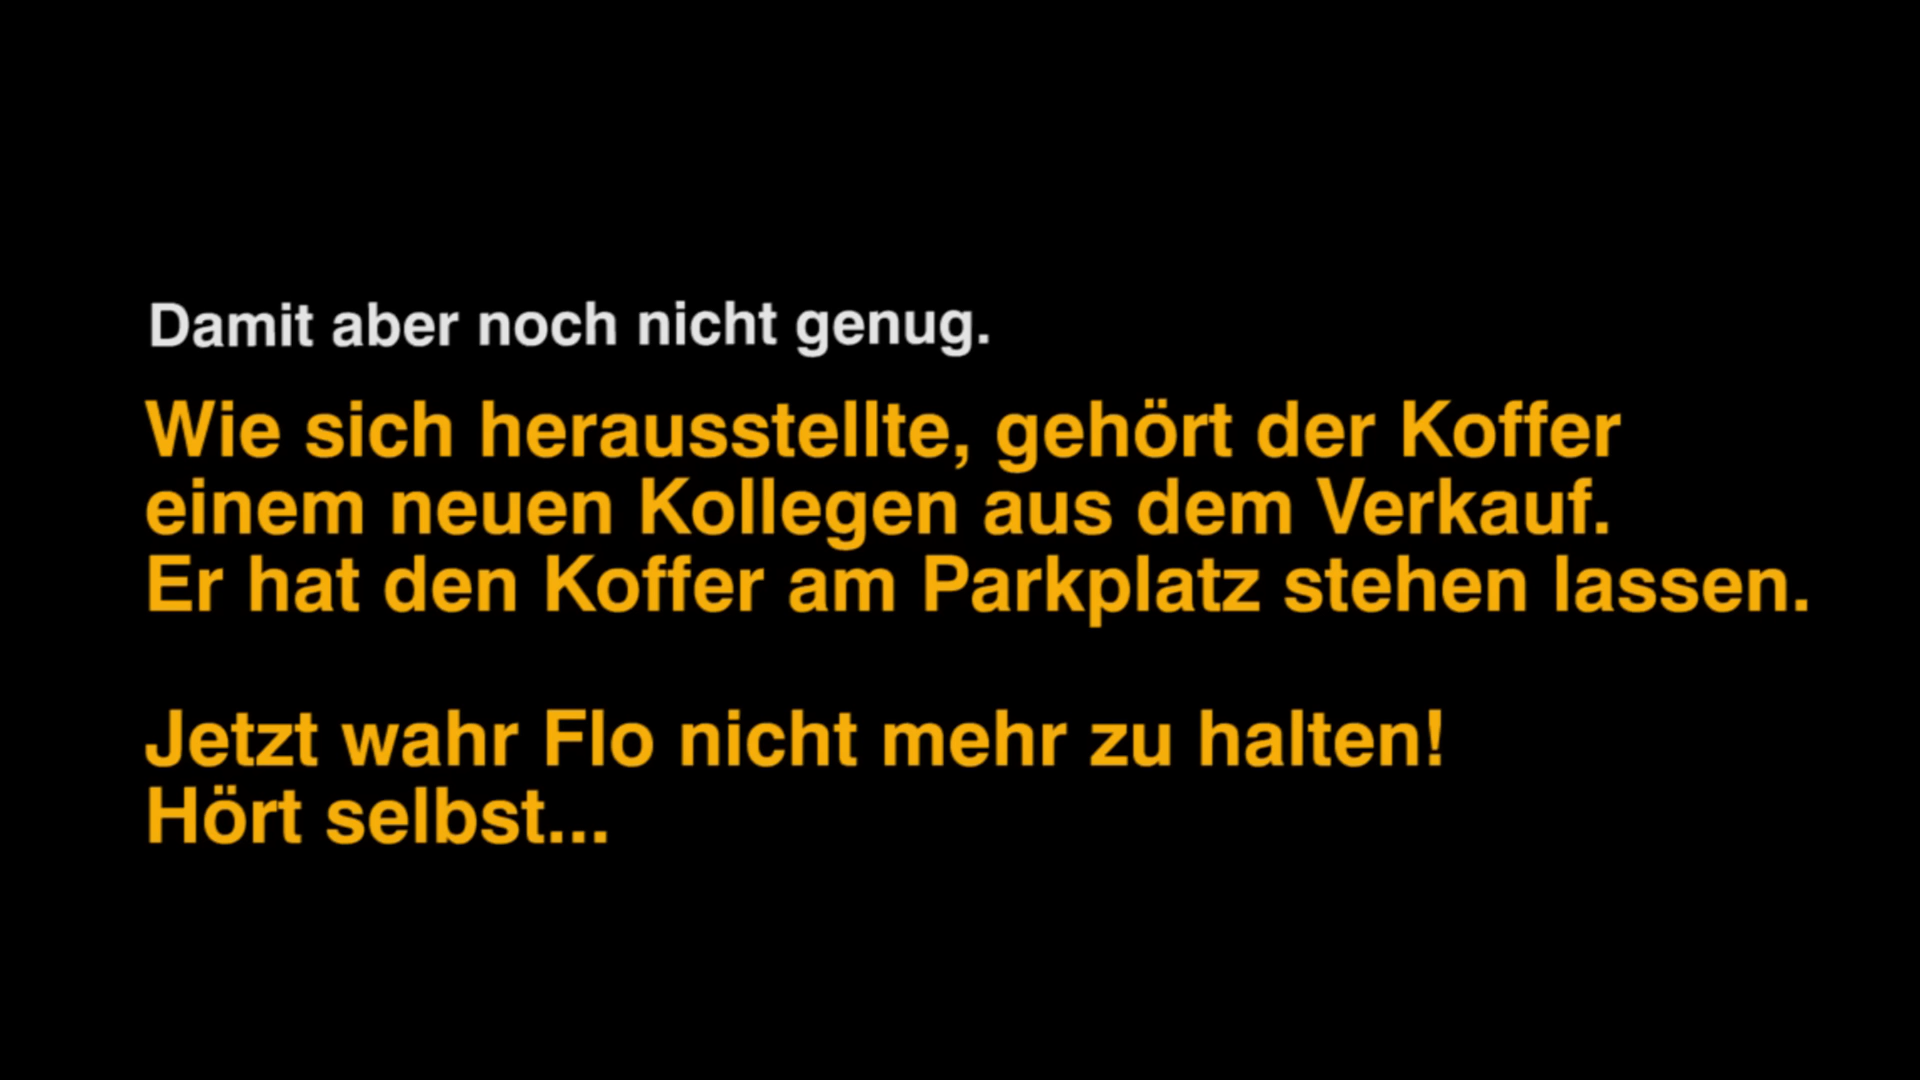 Damit aber noch nicht genug.
Wie sich herausstellte, gehört der Koffer
einem neuen Kollegen aus dem Verkauf.
Er hat den Koffer am Parkplatz stehen lassen.
Jetzt wahr Flo nicht mehr zu halten!
Hört selbst...